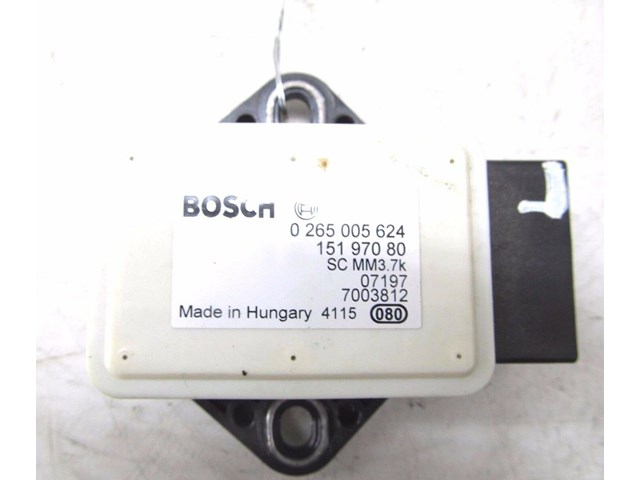 BOSCH
0 265 005 624
151 970 80
SC MM3.7k
07197
7003812
Made in Hungary 4115 080